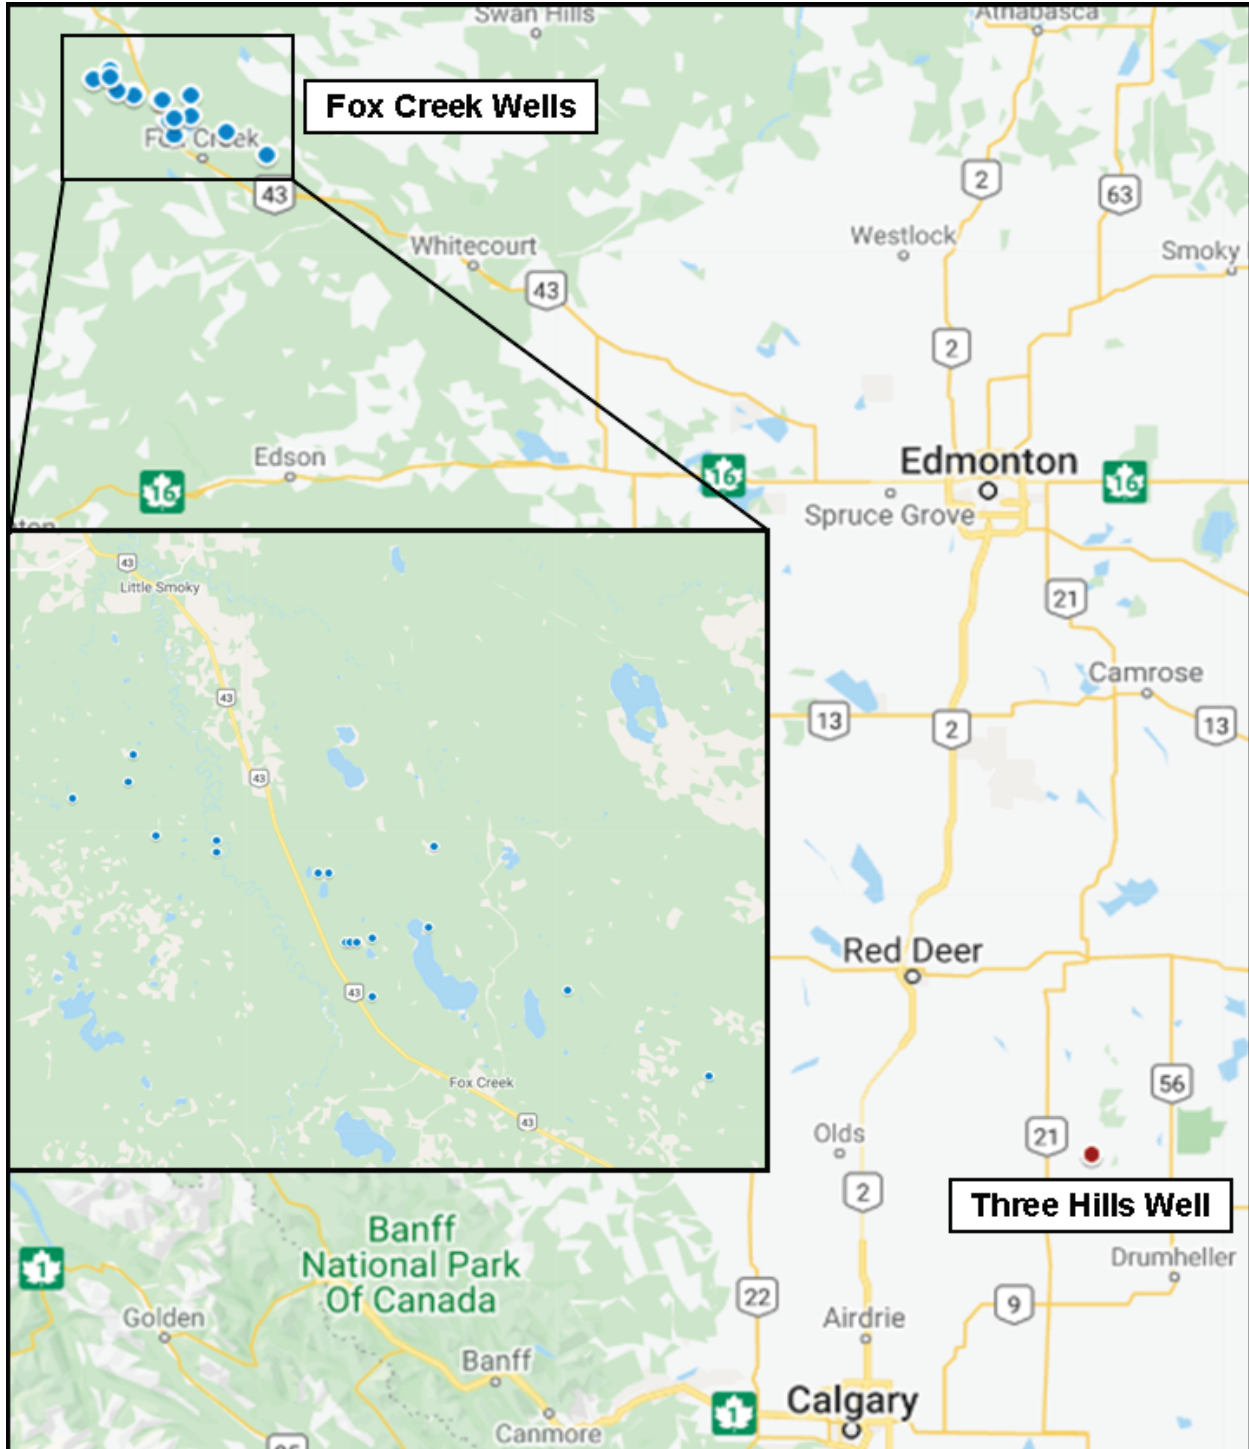 Swan Hills
Athabasca
Fox Creek Wells
Fox Creek
43
2
63
Westlock
Whitecourt
Smoky
43
2
Edson
Edmonton
16
16
16
Spruce Grove
43
Little Smoky
21
43
Camrose
13
2
13
43
Red Deer
43
56
Fox Creek
43
21
Olds
2
Three Hills Well
Banff
National Park
Of Canada
Drumheller
1
22
9
Golden
Airdrie
Banff
Calgary
1
Canmore